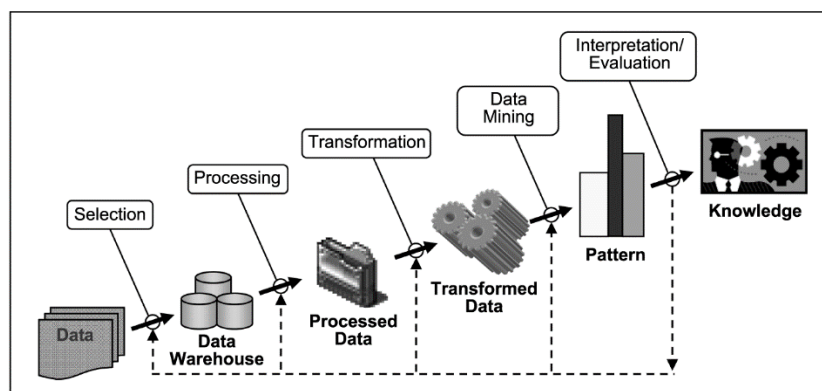 Interpretation/
Evaluation
Data
Mining
Transformation
Processing
Selection
Knowledge
Pattern
Transformed
Data
Processed
Data
Data
Warehouse
Data